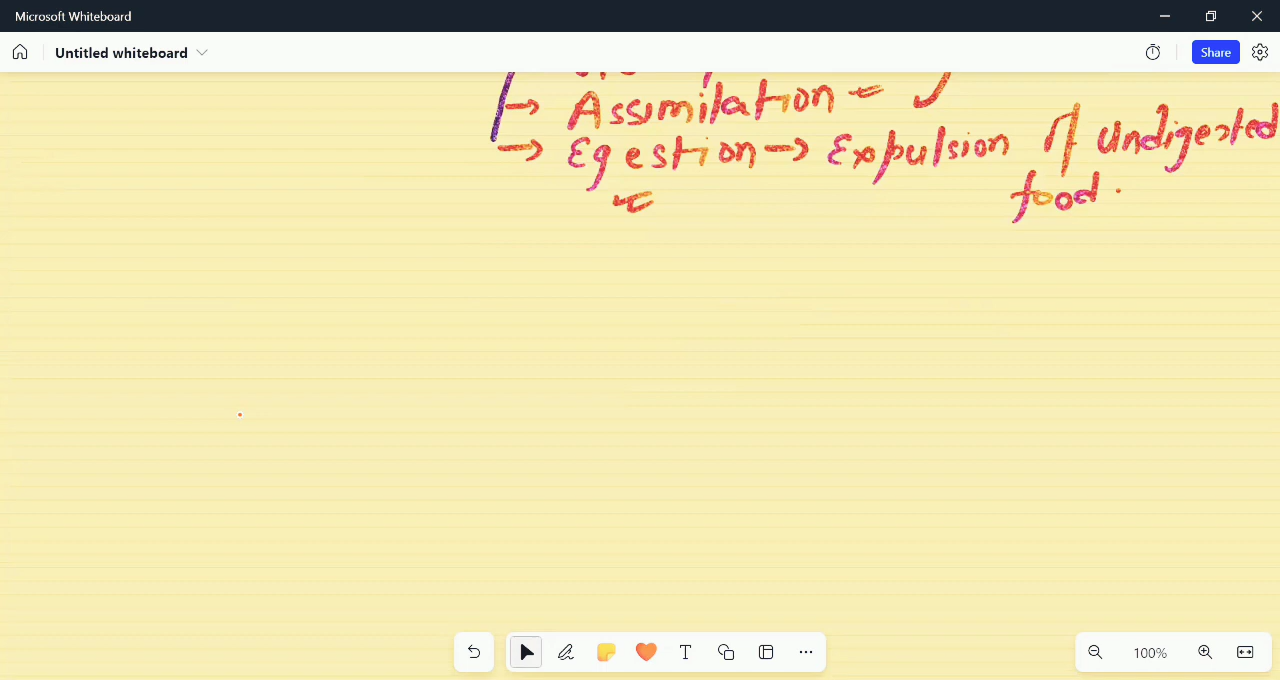 Microsoft Whiteboard
Untitled whiteboard
Share
→ Assimilation
→ Egestion → Expulsion of undigested
food.
100%